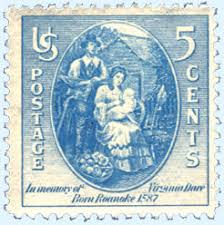 US
POSTAGE
5
CENTS
In memory of Virginia Dare
Born Roanoke 1587